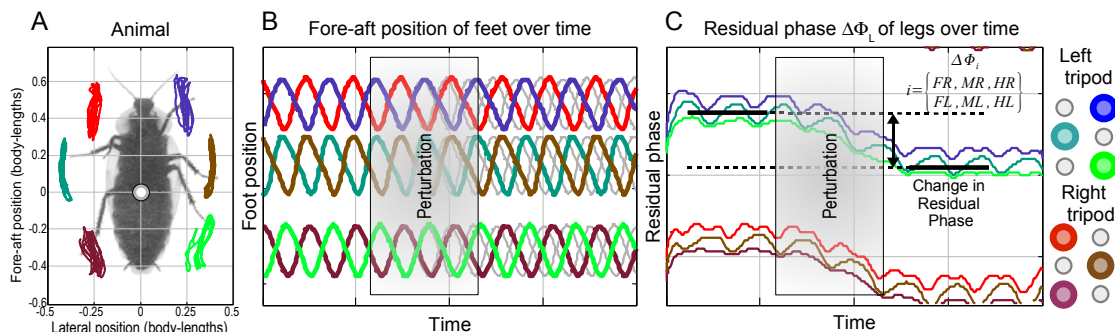 A
Animal
Fore-aft position (body-lengths)
0.6
0.4
0.2
0
-0.2
-0.4
-0.6
-0.5
-0.25
0
0.25
0.5
Lateral position (body-lengths)
B
Fore-aft position of feet over time
Foot position
Perturbation
Time
C
Residual phase ΔΦL of legs over time
Residual phase
Perturbation
ΔΦi
i={FR, MR, HR
FL, ML, HL}
Change in
Residual
Phase
Time
Left
tripod
Right
tripod